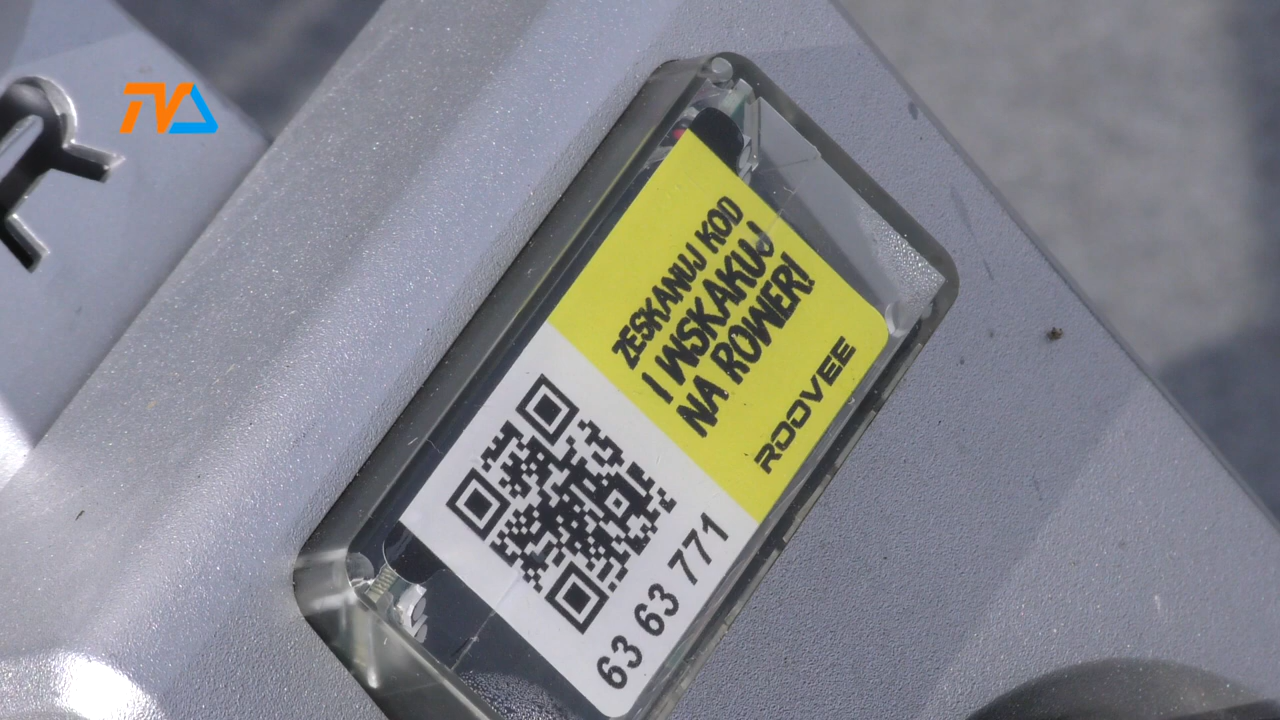 TVA
ZESKANUJ KOD
I WSKAKUJ
NA ROWER!
ROOVEE
63 63 771
R